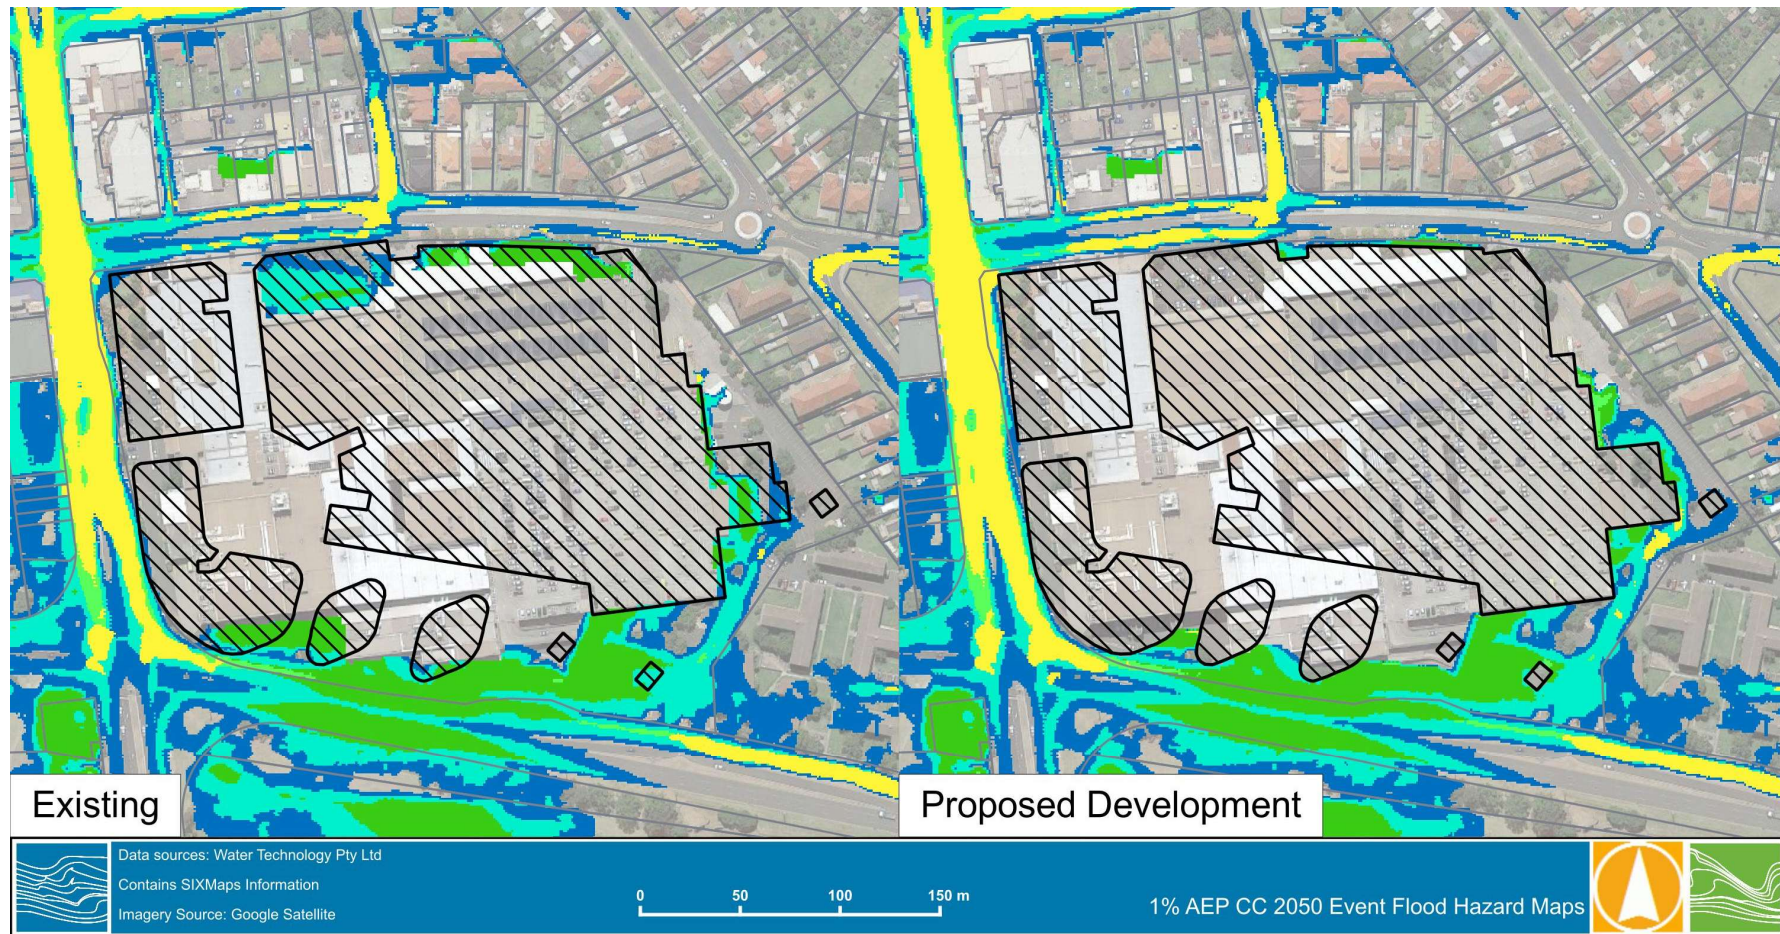 Existing
Proposed Development
Data sources: Water Technology Pty Ltd
Contains SIXMaps Information
Imagery Source: Google Satellite
0 50 100 150 m
1% AEP CC 2050 Event Flood Hazard Maps